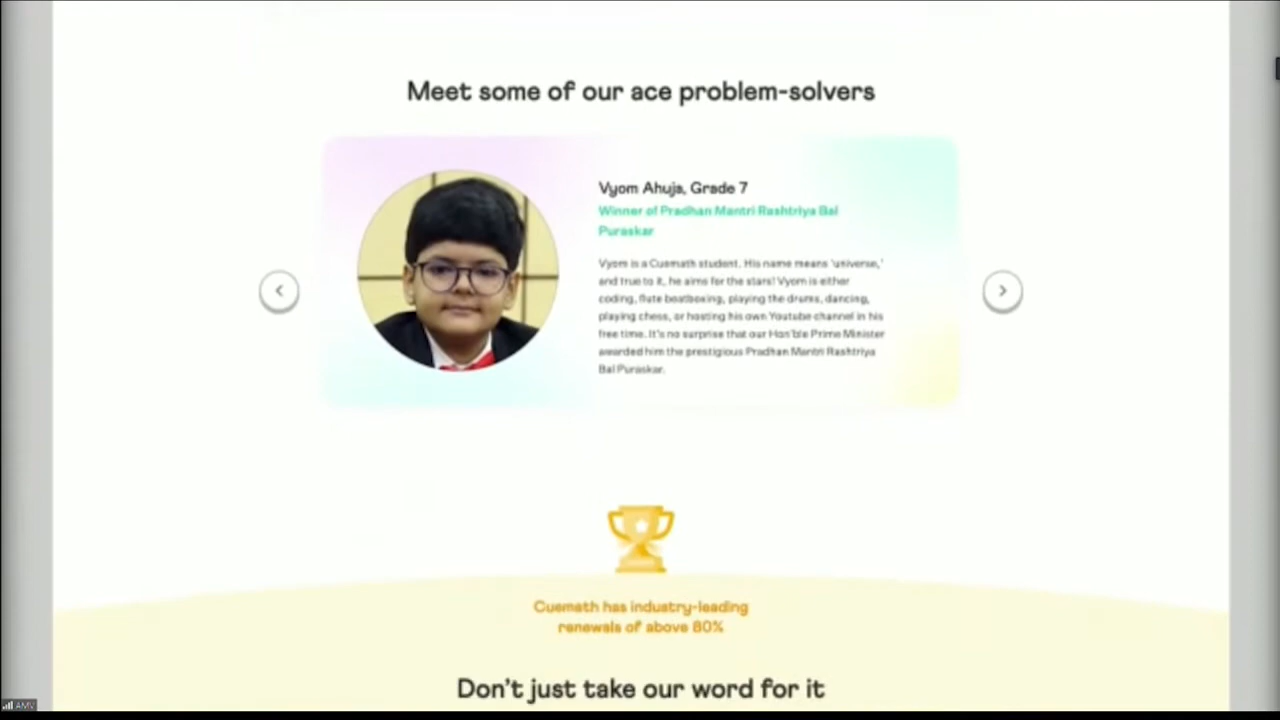 Meet some of our ace problem-solvers
Vyom Ahuja, Grade 7
Winner of Pradhan Mantri Rashtriya Bal
Puraskar
Vyom is a Cuemath student. His name means 'universe,'
and true to it, he aims for the stars! Vyom is either
coding, flute beatboxing, playing the drums, dancing,
playing chess, or hosting his own Youtube channel in his
free time. It's no surprise that our Hon'ble Prime Minister
awarded him the prestigious Pradhan Mantri Rashtriya
Bal Puraskar.
Cuemath has industry-leading
renewals of above 80%
Don't just take our word for it
AMV